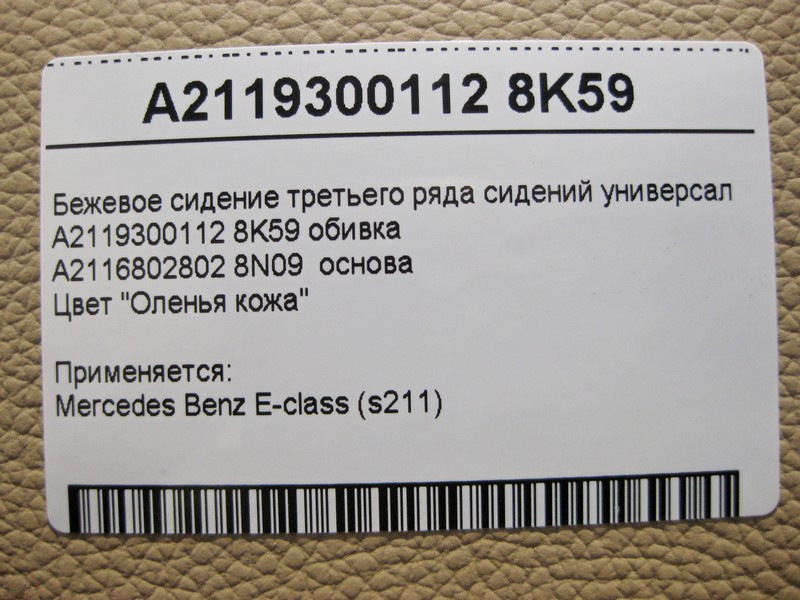 A2119300112 8K59
Бежевое сидение третьего ряда сидений универсал
A2119300112 8K59 обивка
A2116802802 8N09  основа
Цвет "Оленья кожа"
Применяется:
Mercedes Benz E-class (s211)